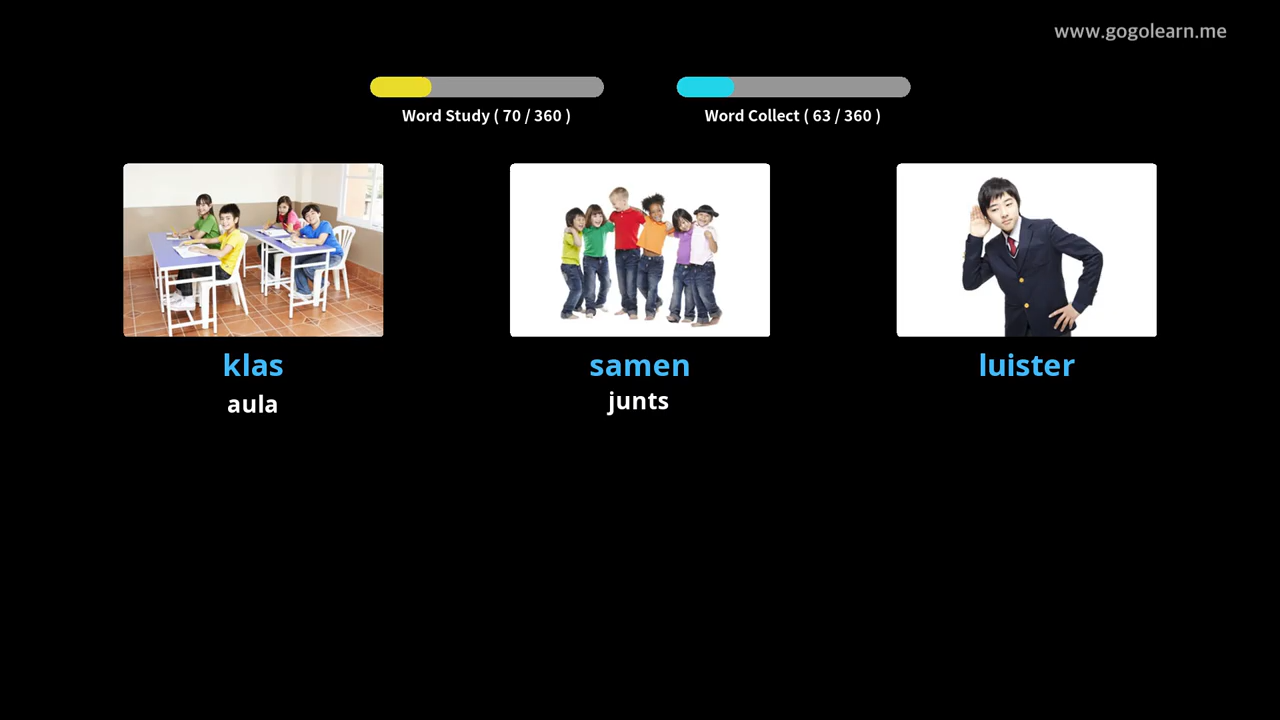 www.gogolearn.me
Word Study ( 70 / 360 )
Word Collect ( 63 / 360 )
klas
samen
luister
aula
junts